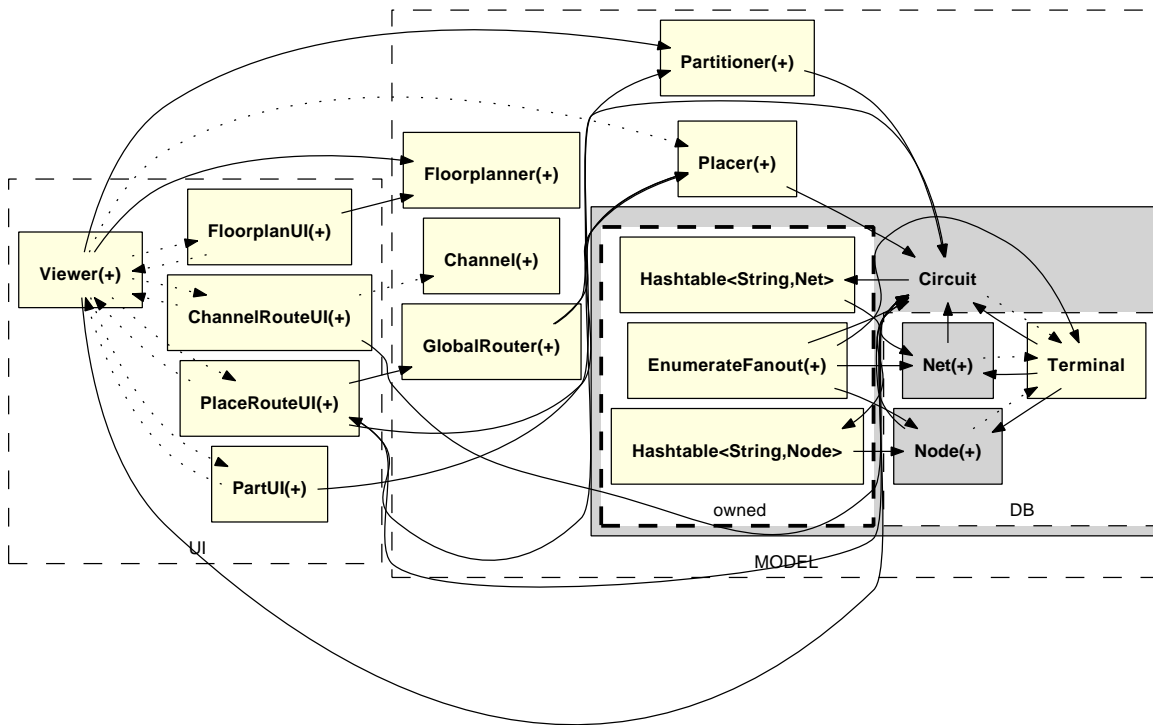 Partitioner(+)
Placer(+)
Floorplanner(+)
FloorplanUI(+)
Viewer(+)
Channel(+)
Hashtable<String,Net>
Circuit
ChannelRouteUI(+)
GlobalRouter(+)
EnumerateFanout(+)
Net(+)
Terminal
PlaceRouteUI(+)
Hashtable<String,Node>
Node(+)
PartUI(+)
owned
DB
UI
MODEL